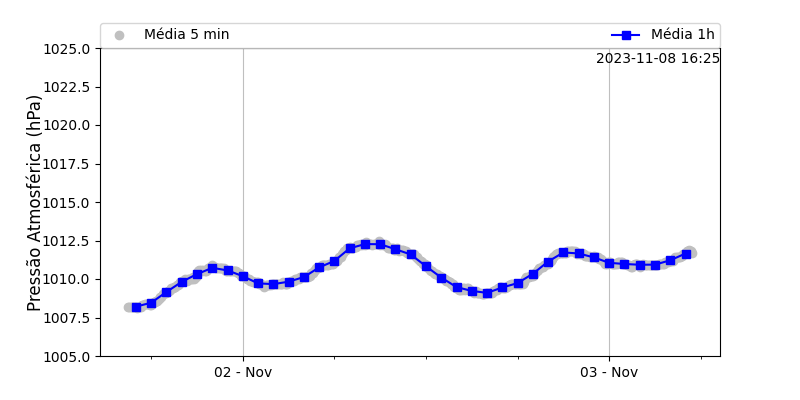 Média 5 min
Média 1h
2023-11-08 16:25
Pressão Atmosférica (hPa)
1025.0
1022.5
1020.0
1017.5
1015.0
1012.5
1010.0
1007.5
1005.0
02 - Nov
03 - Nov